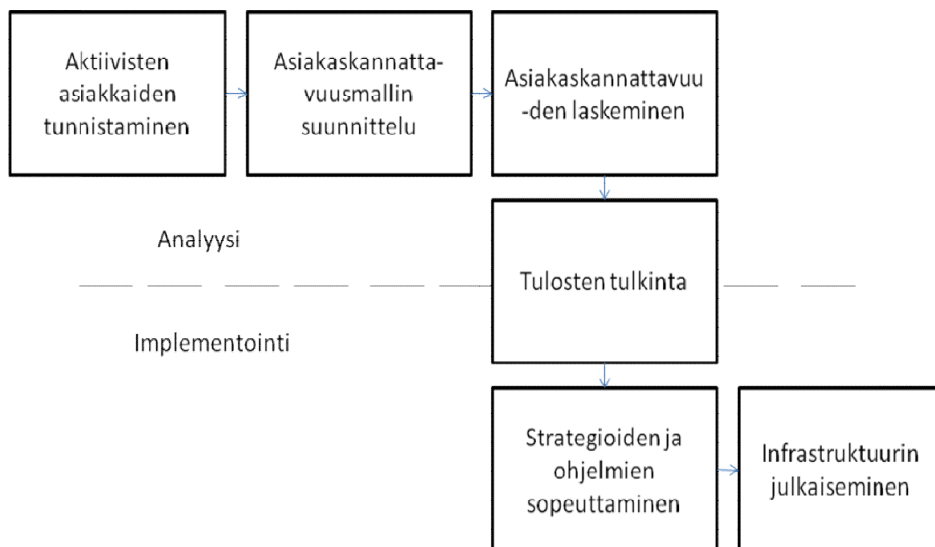 Aktiivisten
asiakkaiden
tunnistaminen
Asiakaskannatta-
vuusmallin
suunnittelu
Asiakaskannattavuu
-den laskeminen
Analyysi
Tulosten tulkinta
Implementointi
Strategioiden ja
ohjelmien
sopeuttaminen
Infrastruktuurin
julkaiseminen